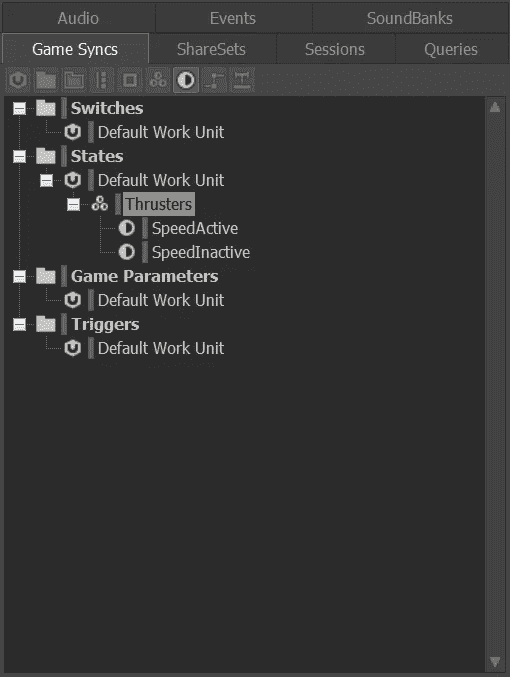 Audio Events SoundBanks
Game Syncs ShareSets Sessions Queries
Switches
Default Work Unit
States
Default Work Unit
Thrusters
SpeedActive
SpeedInactive
Game Parameters
Default Work Unit
Triggers
Default Work Unit